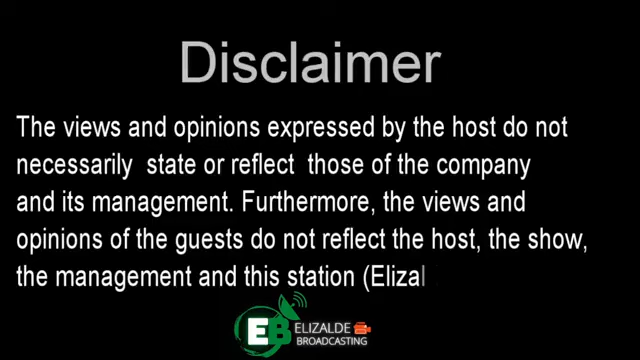 Disclaimer
The views and opinions expressed by the host do not
necessarily state or reflect those of the company
and its management. Furthermore, the views and
opinions of the guests do not reflect the host, the show,
the management and this station (Elizal
EB ELIZALDE
BROADCASTING